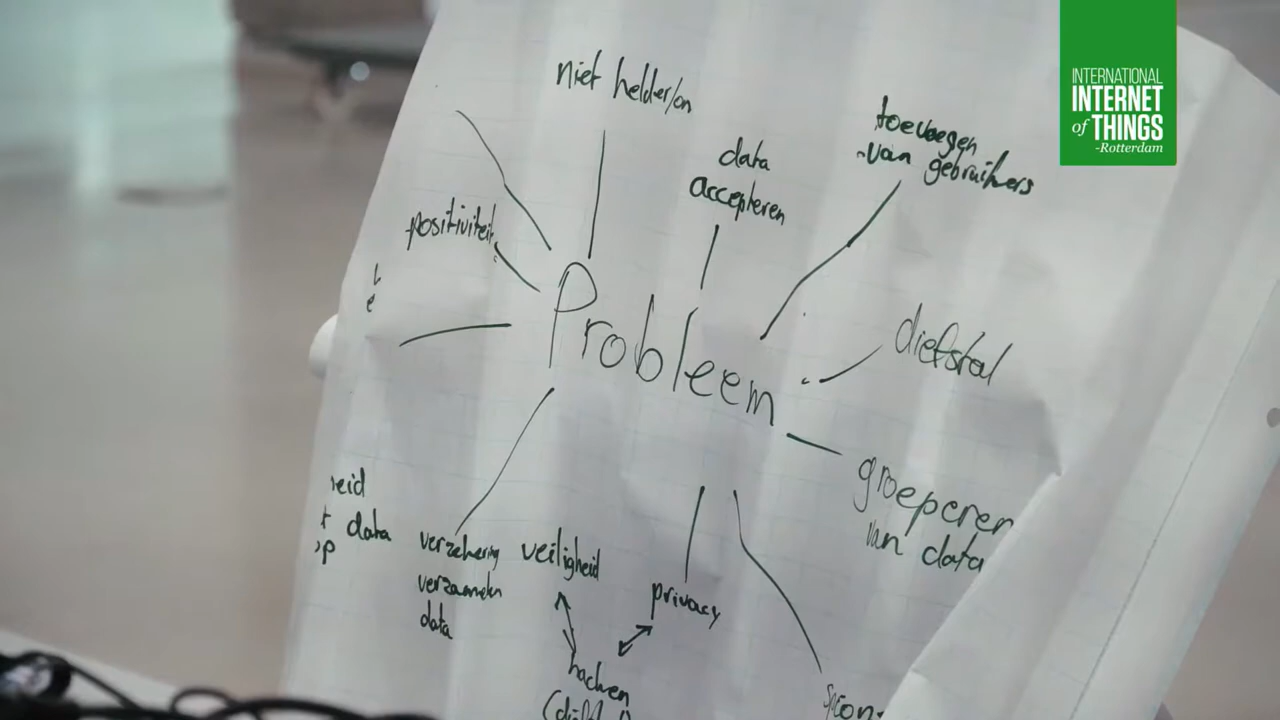 INTERNATIONAL
INTERNET
of THINGS
-Rotterdam
niet helder/on
toevoegen
van gebruikers
data
accepteren
positiviteit
Probleem
diefstal
groeperen
van data
data
verzekering
verzamelen
data
veiligheid
privacy
hacken